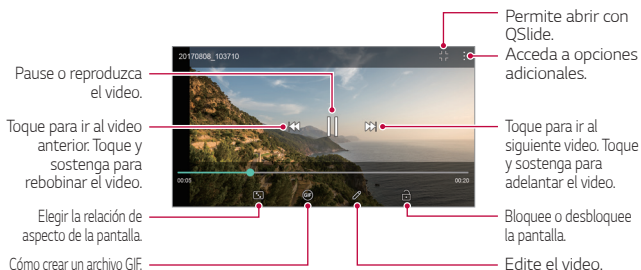 Permite abrir con
QSlide.
20170808_103710
Acceda a opciones
adicionales.
Pause o reproduzca
el video.
Toque para ir al video
anterior. Toque y
sostenga para
rebobinar el video.
Toque para ir al
siguiente video. Toque
y sostenga para
adelantar el video.
00:05
00:20
GIF
Elegir la relación de
aspecto de la pantalla.
Bloquee o desbloquee
la pantalla.
Cómo crear un archivo GIF.
Edite el video.